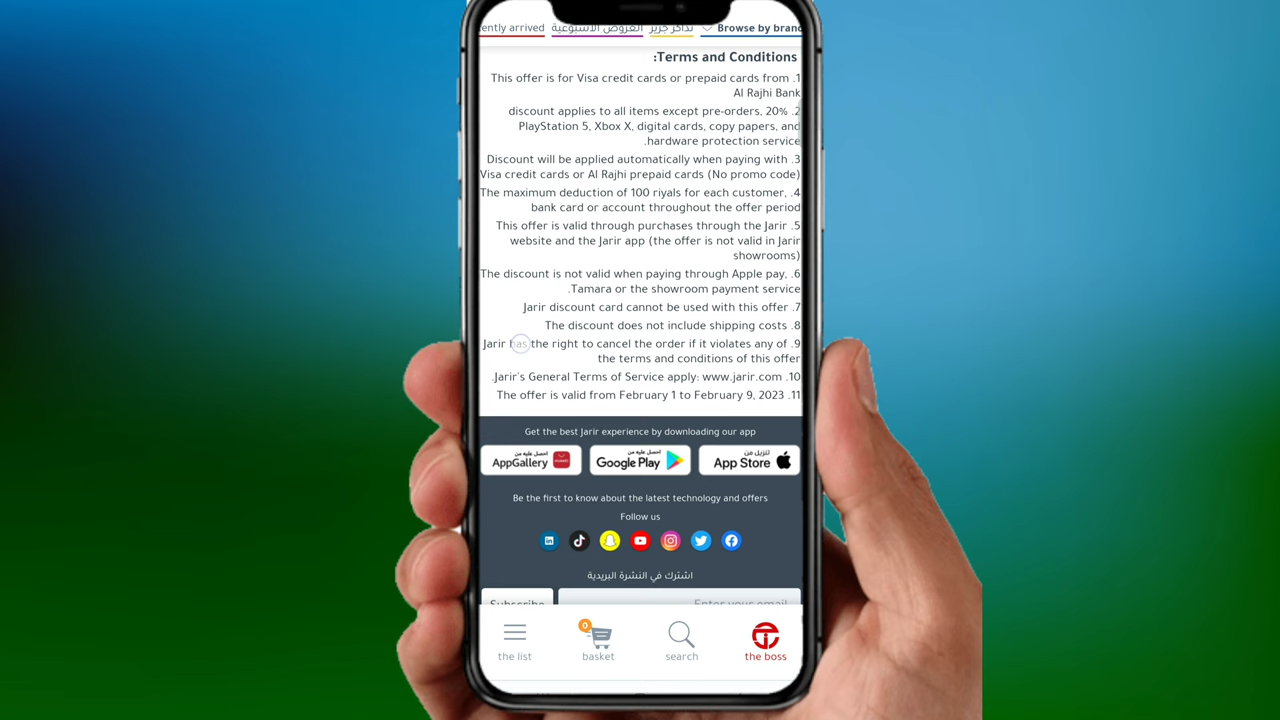 ently arrived العروض الأسبوعية تذاكر جرير Browse by brand
:Terms and Conditions
This offer is for Visa credit cards or prepaid cards from .1
Al Rajhi Bank
discount applies to all items except pre-orders, 20% .2
PlayStation 5, Xbox X, digital cards, copy papers, and
.hardware protection service
Discount will be applied automatically when paying with .3
Visa credit cards or Al Rajhi prepaid cards (No promo code)
The maximum deduction of 100 riyals for each customer, .4
bank card or account throughout the offer period
This offer is valid through purchases through the Jarir .5
website and the Jarir app (the offer is not valid in Jarir
showrooms)
The discount is not valid when paying through Apple pay, .6
.Tamara or the showroom payment service
Jarir discount card cannot be used with this offer .7
The discount does not include shipping costs .8
Jarir has the right to cancel the order if it violates any of .9
the terms and conditions of this offer
.Jarir's General Terms of Service apply: www.jarir.com .10
The offer is valid from February 1 to February 9, 2023 .11
Get the best Jarir experience by downloading our app
احصل عليه من
AppGallery
HUAWEI
احصل عليه من
Google Play
تنزيل من
App Store
Be the first to know about the latest technology and offers
Follow us
اشترك في النشرة البريدية
Subscribe
Enter your email
0
the list
basket
search
the boss